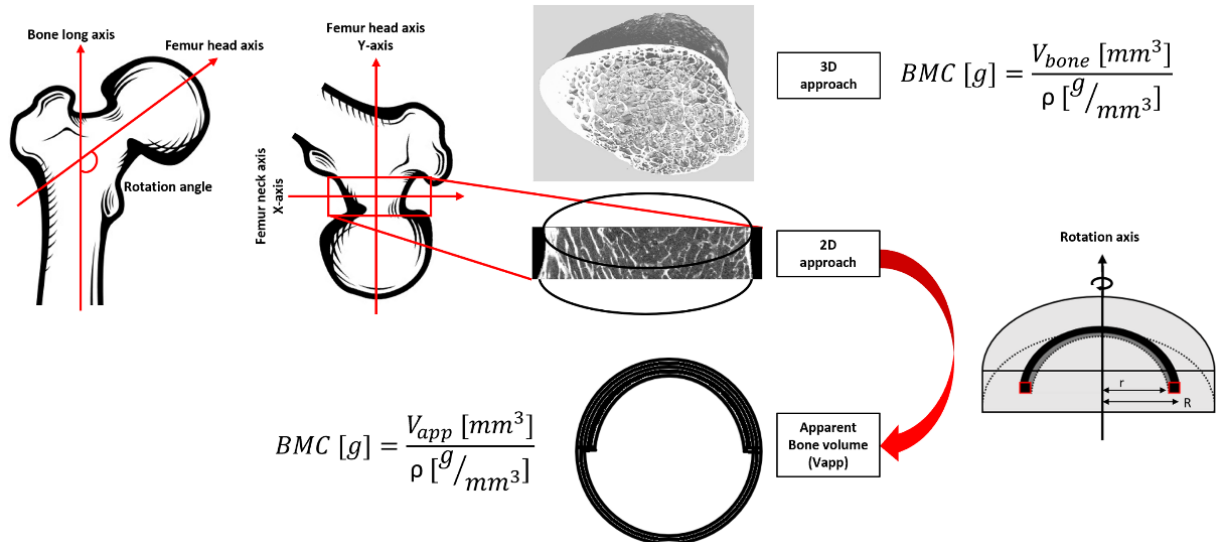 Bone long axis
Femur head axis
Rotation angle
Femur head axis
Y-axis
Femur neck axis
X-axis
3D
approach
BMC [g] = V_bone [mm^3] / ρ [g/mm^3]
2D
approach
Rotation axis
r
R
Apparent
Bone volume
(Vapp)
BMC [g] = V_app [mm^3] / ρ [g/mm^3]